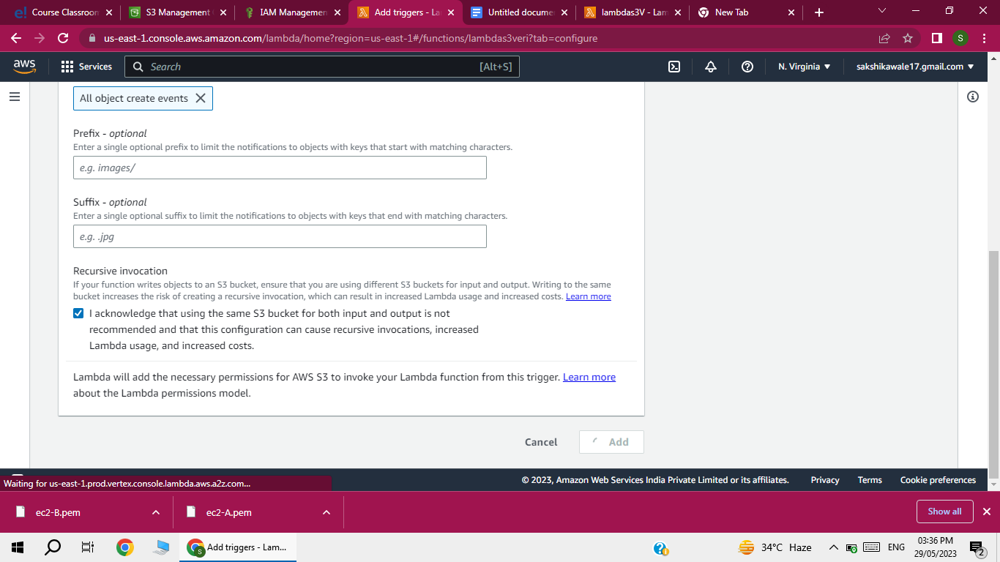 Course Classroon
S3 Management
IAM Managemen
Add triggers - La
Untitled docume
lambdas3V - Lam
New Tab
us-east-1.console.aws.amazon.com/lambda/home?region=us-east-1#/functions/lambdas3veri?tab=configure
S
aws
Services
Search
[Alt+S]
N. Virginia
sakshikawale17.gmail.com
All object create events
Prefix - optional
Enter a single optional prefix to limit the notifications to objects with keys that start with matching characters.
e.g. images/
Suffix - optional
Enter a single optional suffix to limit the notifications to objects with keys that end with matching characters.
e.g. .jpg
Recursive invocation
If your function writes objects to an S3 bucket, ensure that you are using different S3 buckets for input and output. Writing to the same
bucket increases the risk of creating a recursive invocation, which can result in increased Lambda usage and increased costs. Learn more
I acknowledge that using the same S3 bucket for both input and output is not
recommended and that this configuration can cause recursive invocations, increased
Lambda usage, and increased costs.
Lambda will add the necessary permissions for AWS S3 to invoke your Lambda function from this trigger. Learn more
about the Lambda permissions model.
Cancel
Add
Waiting for us-east-1.prod.vertex.console.lambda.aws.a2z.com...
© 2023, Amazon Web Services India Private Limited or its affiliates.
Privacy
Terms
Cookie preferences
ec2-B.pem
ec2-A.pem
Show all
S
Add triggers - Lam...
34°C Haze
ENG
03:36 PM
29/05/2023
2